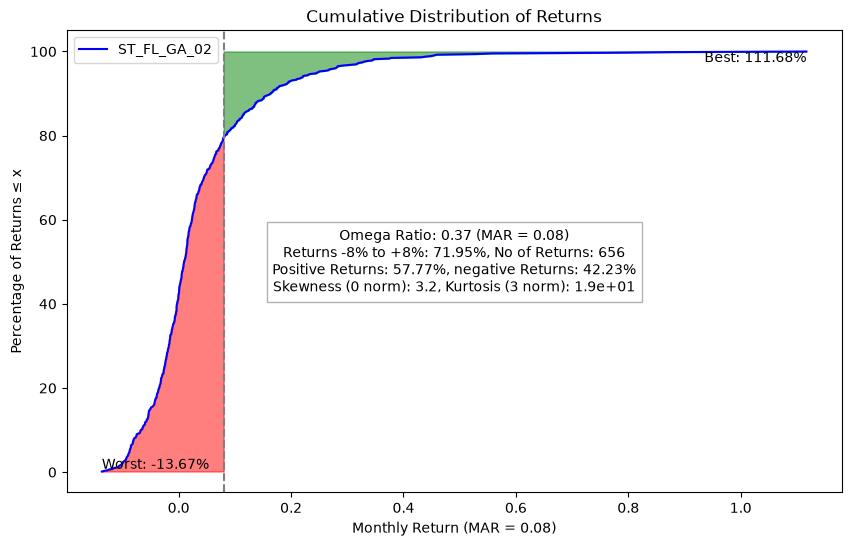 Cumulative Distribution of Returns
ST_FL_GA_02
100
80
60
40
20
0
Percentage of Returns ≤ x
Best: 111.68%
Omega Ratio: 0.37 (MAR = 0.08)
Returns -8% to +8%: 71.95%, No of Returns: 656
Positive Returns: 57.77%, negative Returns: 42.23%
Skewness (0 norm): 3.2, Kurtosis (3 norm): 1.9e+01
Worst: -13.67%
0.0 0.2 0.4 0.6 0.8 1.0
Monthly Return (MAR = 0.08)